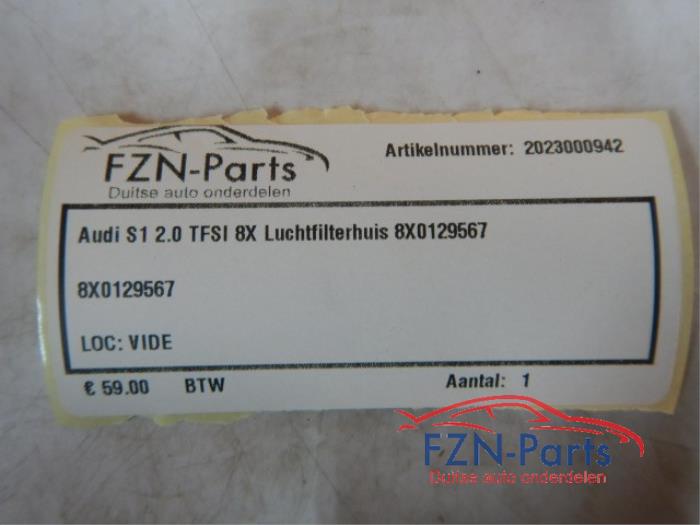 FZN-Parts
Duitse auto onderdelen
Artikelnummer: 2023000942
Audi S1 2.0 TFSI 8X Luchtfilterhuis 8X0129567
8X0129567
LOC: VIDE
€ 59.00 BTW Aantal: 1
FZN-Parts
Duitse auto onderdelen